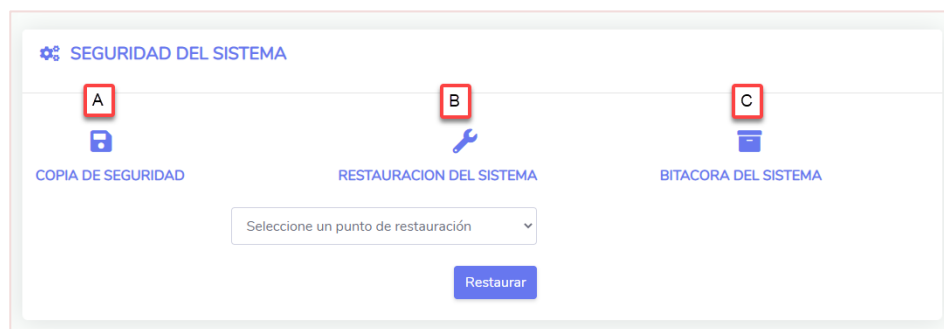 SEGURIDAD DEL SISTEMA
A
B
C
COPIA DE SEGURIDAD
RESTAURACION DEL SISTEMA
BITACORA DEL SISTEMA
Seleccione un punto de restauración
Restaurar